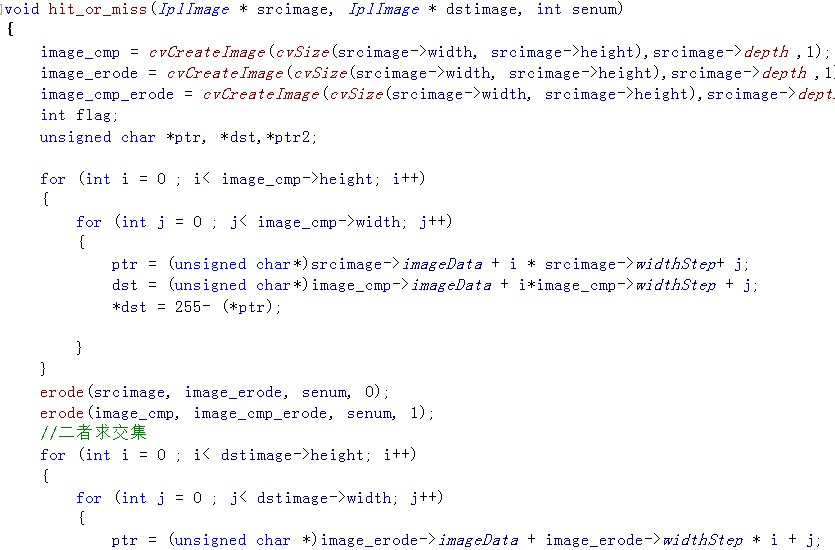 void hit_or_miss(IplImage * srcimage, IplImage * dstimage, int senum)
{
image_cmp = cvCreateImage(cvSize(srcimage->width, srcimage->height),srcimage->depth ,1);
image_erode = cvCreateImage(cvSize(srcimage->width, srcimage->height),srcimage->depth ,1
image_cmp_erode = cvCreateImage(cvSize(srcimage->width, srcimage->height),srcimage->dept
int flag;
unsigned char *ptr, *dst,*ptr2;
for (int i = 0 ; i< image_cmp->height; i++)
{
for (int j = 0 ; j< image_cmp->width; j++)
{
ptr = (unsigned char*)srcimage->imageData + i * srcimage->widthStep+ j;
dst = (unsigned char*)image_cmp->imageData + i*image_cmp->widthStep + j;
*dst = 255- (*ptr);
}
}
erode(srcimage, image_erode, senum, 0);
erode(image_cmp, image_cmp_erode, senum, 1);
//二者求交集
for (int i = 0 ; i< dstimage->height; i++)
{
for (int j = 0 ; j< dstimage->width; j++)
{
ptr = (unsigned char *)image_erode->imageData + image_erode->widthStep * i + j;